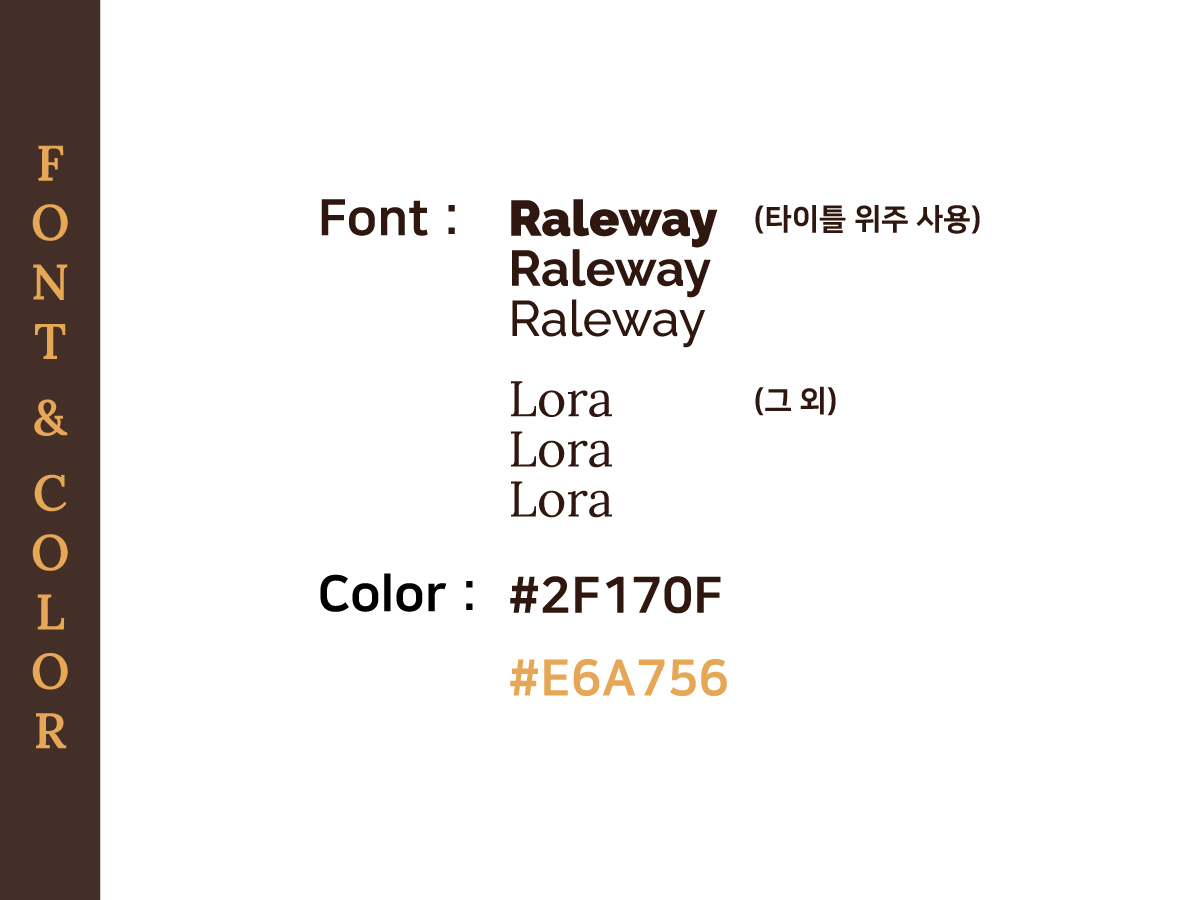 FONT & COLOR
Font : Raleway (타이틀 위주 사용)
Raleway
Raleway
Lora (그 외)
Lora
Lora
Color : #2F170F
#E6A756